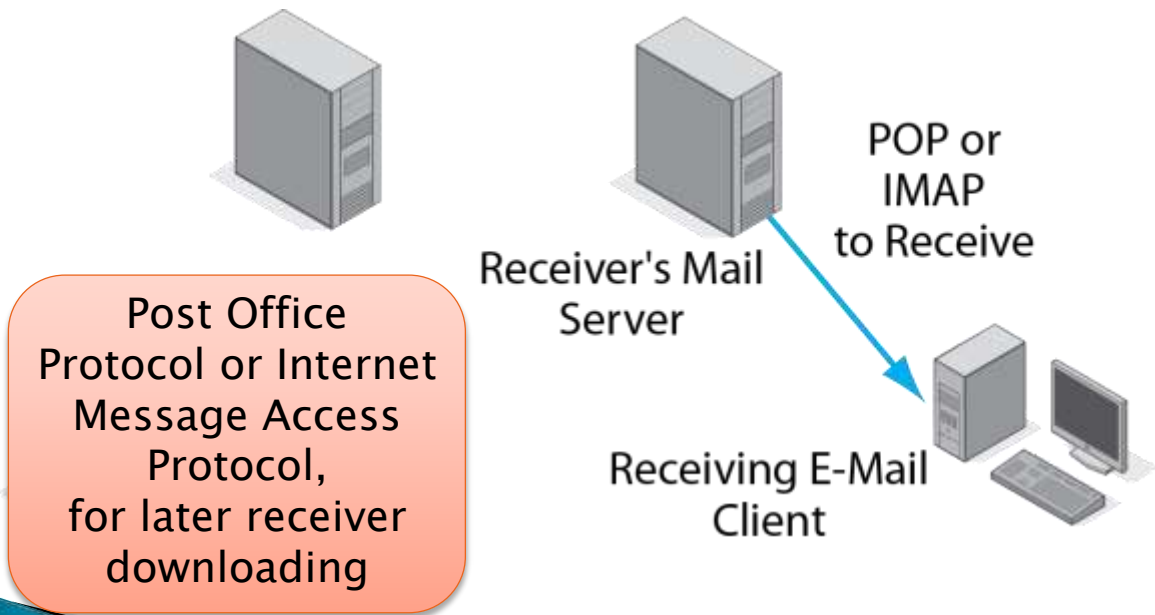 POP or
IMAP
to Receive
Receiver's Mail
Server
Post Office
Protocol or Internet
Message Access
Protocol,
for later receiver
downloading
Receiving E-Mail
Client